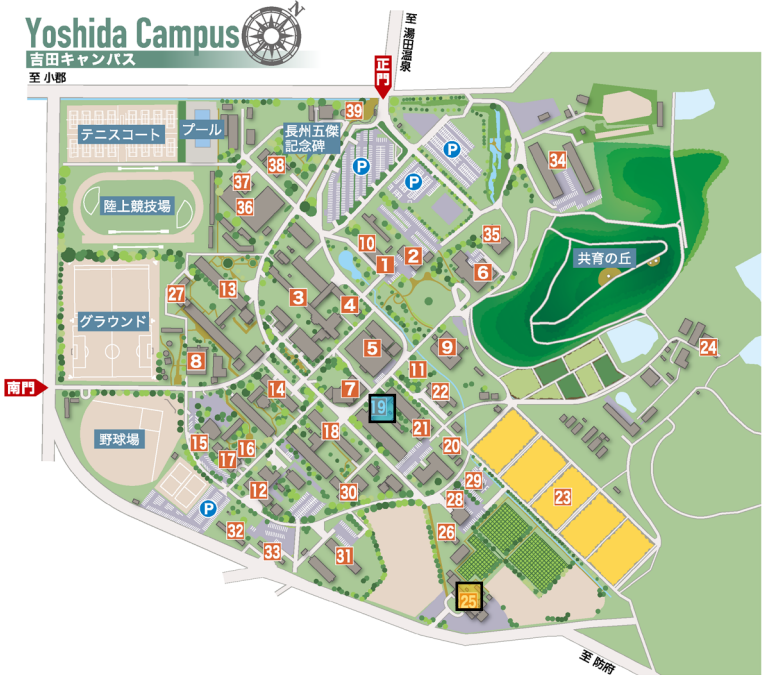 Yoshida Campus
N
吉田キャンパス
至 湯田温泉
至 小郡
正門
テニスコート
プール
長州五傑
記念碑
39
P
P
P
38
37
36
34
陸上競技場
10
1
2
35
6
共育の丘
27
13
3
4
グラウンド
5
9
24
8
11
南門
14
7
22
19
野球場
15
16
17
18
21
20
12
30
29
28
23
P
32
33
31
26
25
至 防府